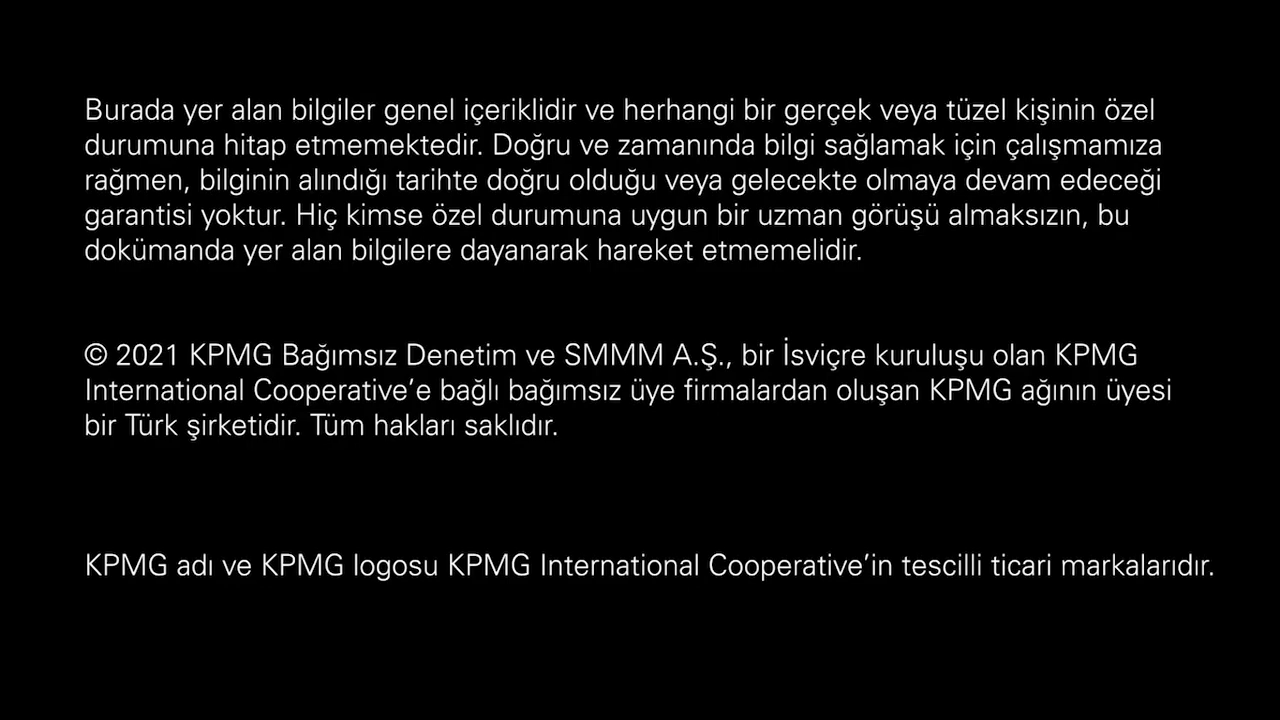 Burada yer alan bilgiler genel içeriklidir ve herhangi bir gerçek veya tüzel kişinin özel
durumuna hitap etmemektedir. Doğru ve zamanında bilgi sağlamak için çalışmamıza
rağmen, bilginin alındığı tarihte doğru olduğu veya gelecekte olmaya devam edeceği
garantisi yoktur. Hiç kimse özel durumuna uygun bir uzman görüşü almaksızın, bu
dokümanda yer alan bilgilere dayanarak hareket etmemelidir.
© 2021 KPMG Bağımsız Denetim ve SMMM A.Ş., bir İsviçre kuruluşu olan KPMG
International Cooperative’e bağlı bağımsız üye firmalardan oluşan KPMG ağının üyesi
bir Türk şirketidir. Tüm hakları saklıdır.
KPMG adı ve KPMG logosu KPMG International Cooperative’in tescilli ticari markalarıdır.